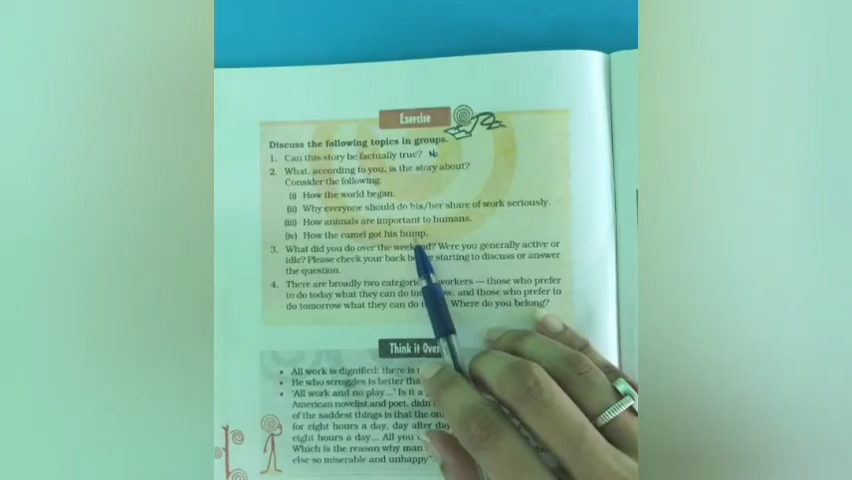 Exercise
Discuss the following topics in groups.
1. Can this story be factually true? No
2. What, according to you, is the story about?
Consider the following:
(i) How the world began.
(ii) Why everyone should do his/her share of work seriously.
(iii) How animals are important to humans.
(iv) How the camel got his hump.
3. What did you do over the weekend? Were you generally active or
idle? Please check your back starting to discuss or answer
the question.
4. There are broadly two workers — those who prefer
to do today what they can do and those who prefer to
do tomorrow what they can do Where do you belong?
Think it Over
All work is dignified; there is
He who struggles is better
'All work and no play...' Is it a
American novelist and poet,
of the saddest things is that the
for eight hours a day, day after day
eight hours a day... All you
Which is the reason why man
else so miserable and unhappy"